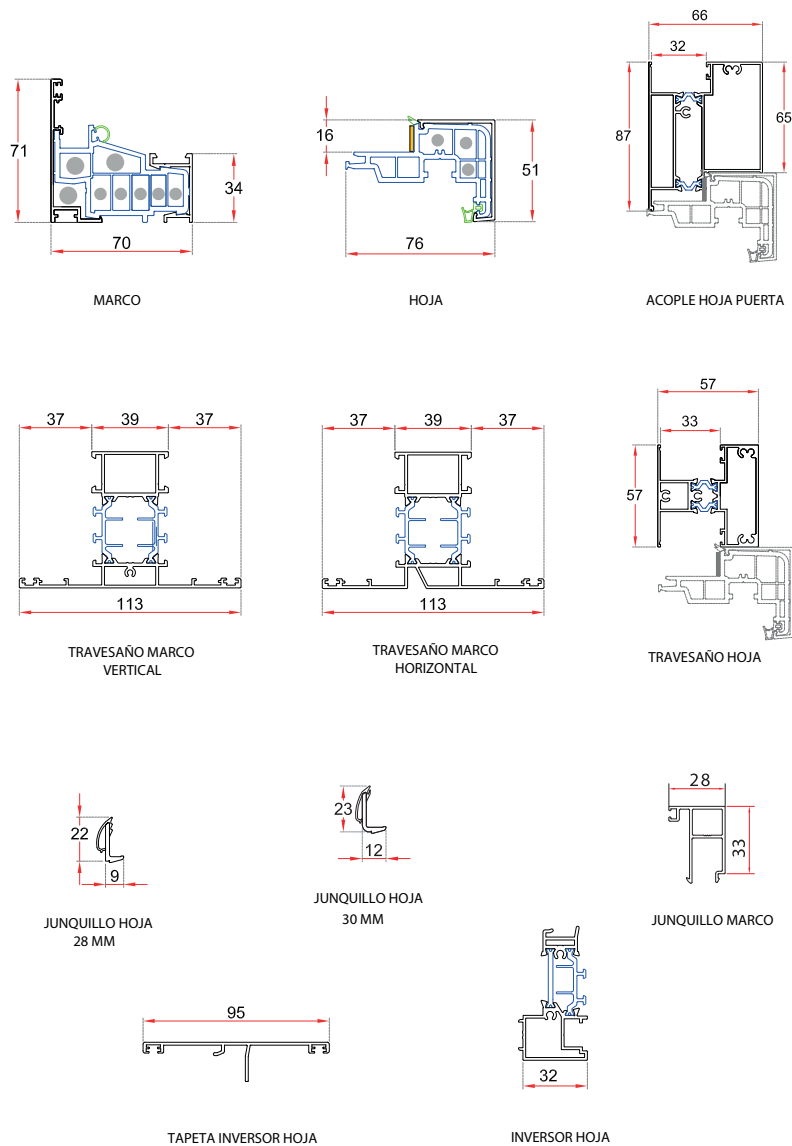 66
32
87
65
71
34
70
MARCO
16
51
76
HOJA
ACOPLE HOJA PUERTA
37 39 37
113
TRAVESAÑO MARCO
VERTICAL
37 39 37
113
TRAVESAÑO MARCO
HORIZONTAL
57
33
57
TRAVESAÑO HOJA
22
9
JUNQUILLO HOJA
28 MM
23
12
JUNQUILLO HOJA
30 MM
28
33
JUNQUILLO MARCO
95
TAPETA INVERSOR HOJA
32
INVERSOR HOJA